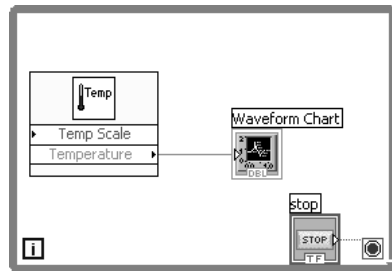 Temp
Temp Scale
Temperature
Waveform Chart
DBL
stop
STOP
TF
i